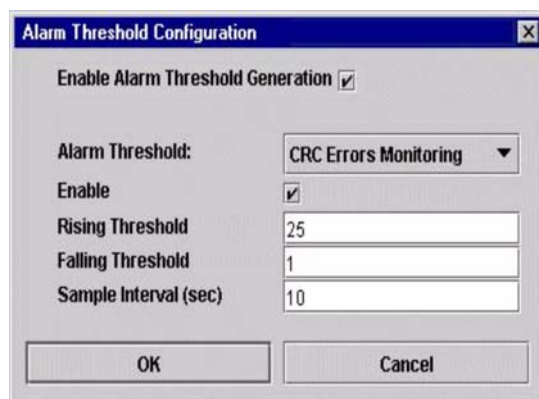 Alarm Threshold Configuration
Enable Alarm Threshold Generation
Alarm Threshold: CRC Errors Monitoring
Enable
Rising Threshold 25
Falling Threshold 1
Sample Interval (sec) 10
OK Cancel